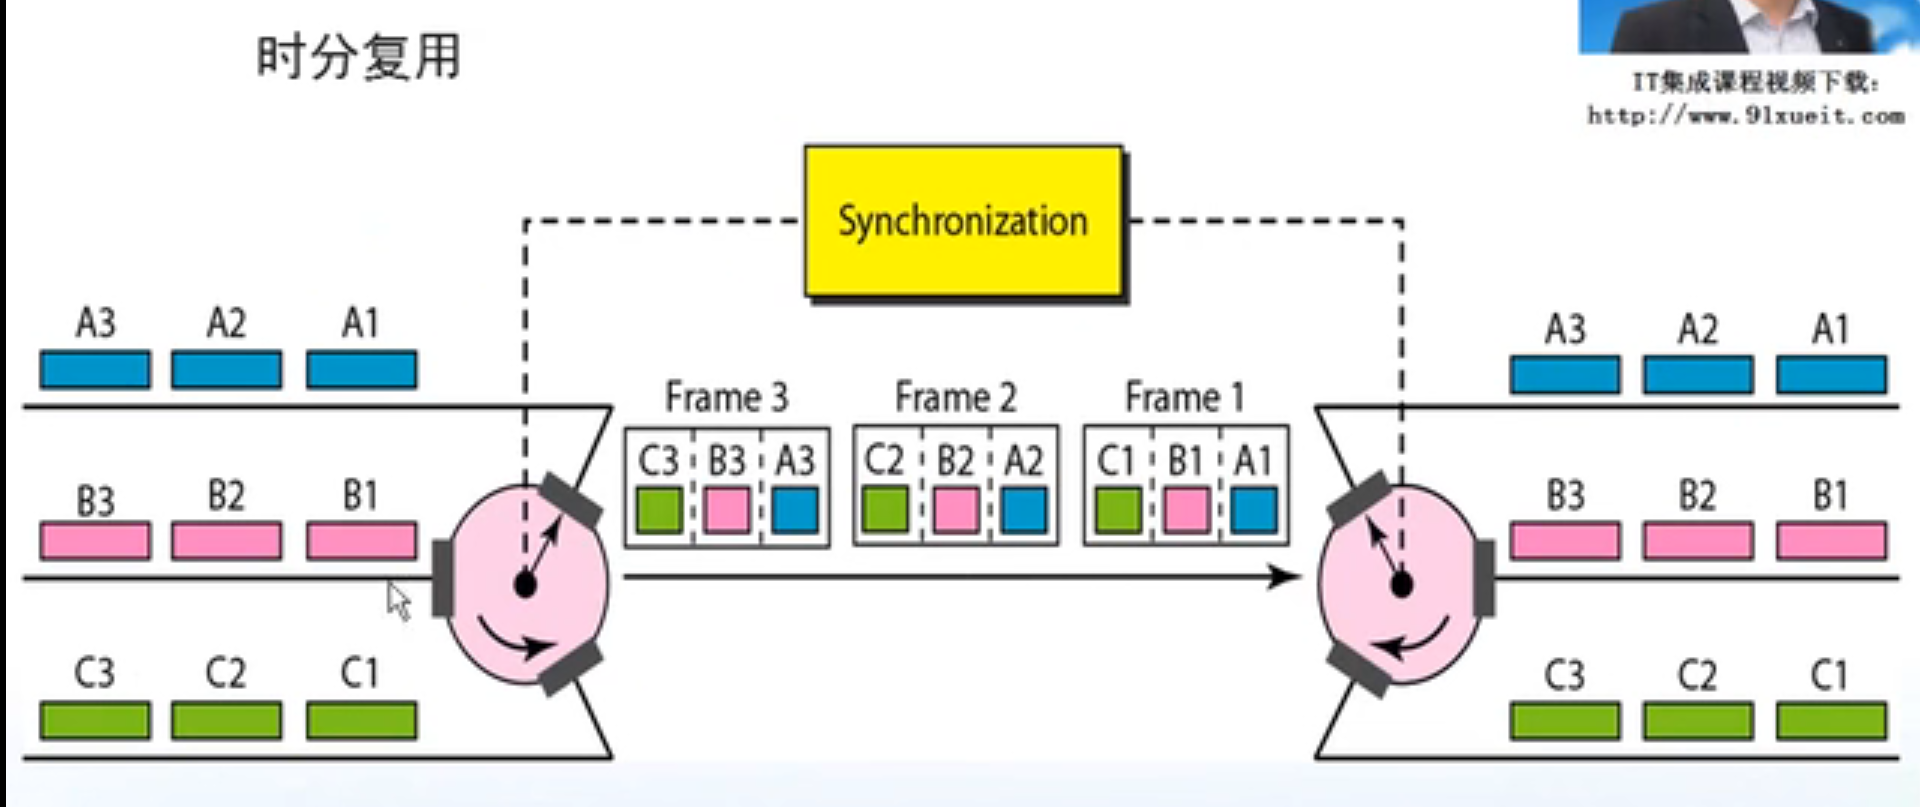 时分复用
IT集成课程视频下载:
http://www.91xueit.com
Synchronization
A3 A2 A1
A3 A2 A1
Frame 3 Frame 2 Frame 1
C3 B3 A3 C2 B2 A2 C1 B1 A1
B3 B2 B1
B3 B2 B1
C3 C2 C1
C3 C2 C1